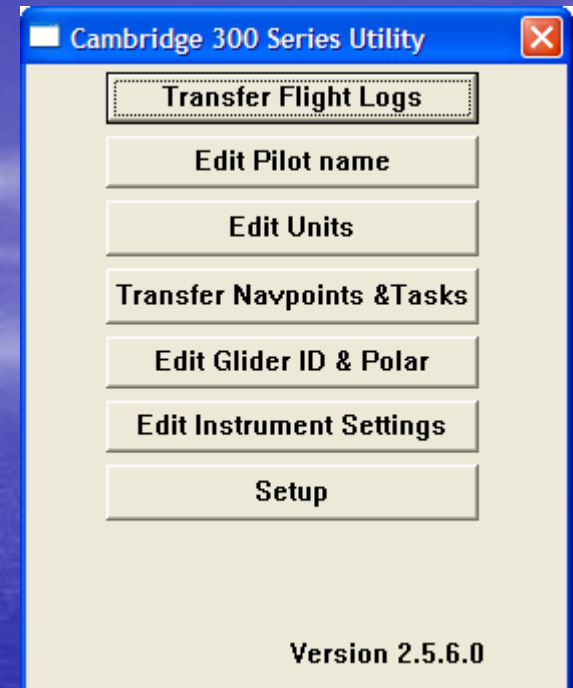 Cambridge 300 Series Utility
Transfer Flight Logs
Edit Pilot name
Edit Units
Transfer Navpoints &Tasks
Edit Glider ID & Polar
Edit Instrument Settings
Setup
Version 2.5.6.0